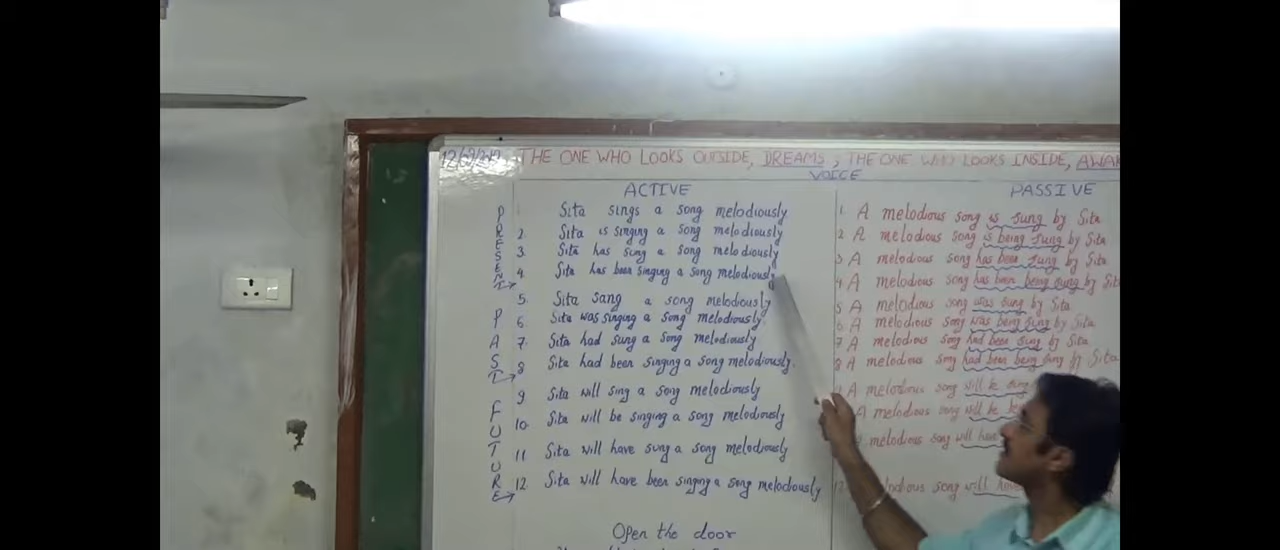 12/09/2017 THE ONE WHO LOOKS OUTSIDE, DREAMS, THE ONE WHO LOOKS INSIDE, AWAK
VOICE
ACTIVE
PRESENT
1. Sita sings a song melodiously
2. Sita is singing a song melodiously
3. Sita has sung a song melodiously
4. Sita has been singing a song melodiously
PAST
5. Sita sang a song melodiously
6. Sita was singing a song melodiously
7. Sita had sung a song melodiously
8 Sita had been singing a song melodiously.
FUTURE
9 Sita will sing a song melodiously
10. Sita will be singing a song melodiously
11 Sita will have sung a song melodiously
12 Sita will have been singing a song melodiously
Open the door
PASSIVE
1. A melodious song is sung by Sita
2 A melodious song is being sung by Sita
3 A melodious song has been sung by Sita
4 A melodious song has been being sung by Sita
5 A melodious song was sung by Sita
6 A melodious song was being sung by Sita
7 A melodious song had been sung by Sita
8 A melodious song had been being sung by Sita
A melodious song will be sung
A melodious song will be
melodious song will have
12 melodious song will have